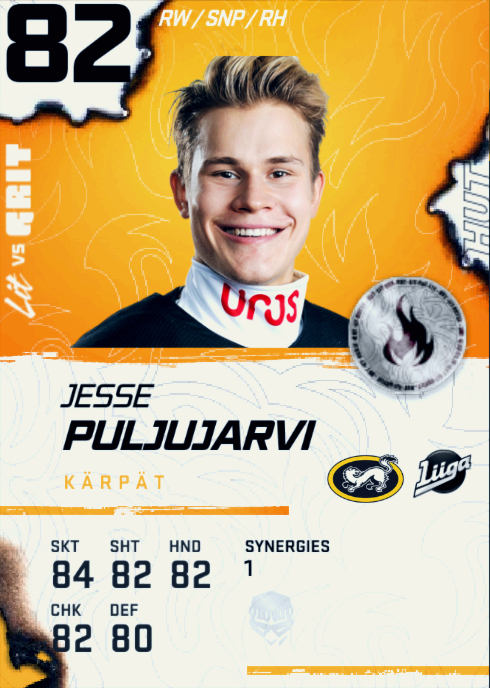 82
RW / SNP / RH
Lit vs GRIT
HUT
urjs
JESSE
PULJUJARVI
KÄRPÄT
Liiga
SKT SHT HND SYNERGIES
84 82 82 1
CHK DEF
82 80